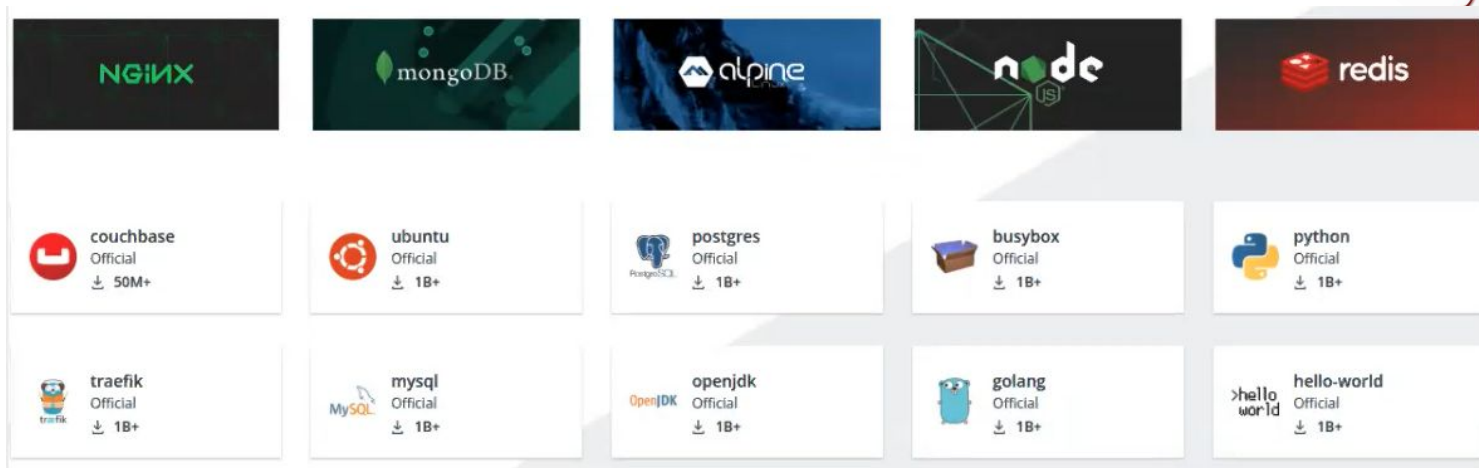 NGINX
mongoDB
alpine
node
JS
redis
couchbase
Official
50M+
ubuntu
Official
1B+
PostgreSQL
postgres
Official
1B+
busybox
Official
1B+
python
Official
1B+
træfik
traefik
Official
1B+
MySQL
mysql
Official
1B+
OpenJDK
openjdk
Official
1B+
golang
Official
1B+
>hello
world
hello-world
Official
1B+